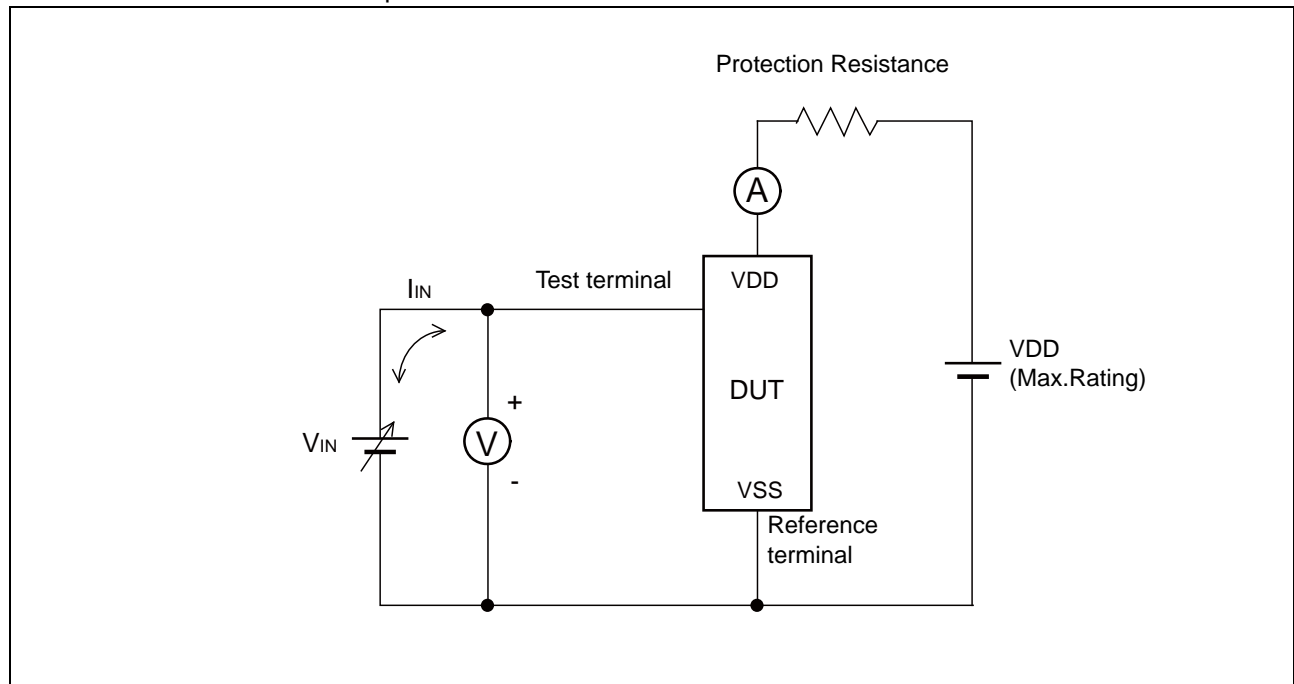 Protection Resistance
A
Test terminal
VDD
IIN
VDD
(Max.Rating)
DUT
+
VIN
V
-
VSS
Reference
terminal